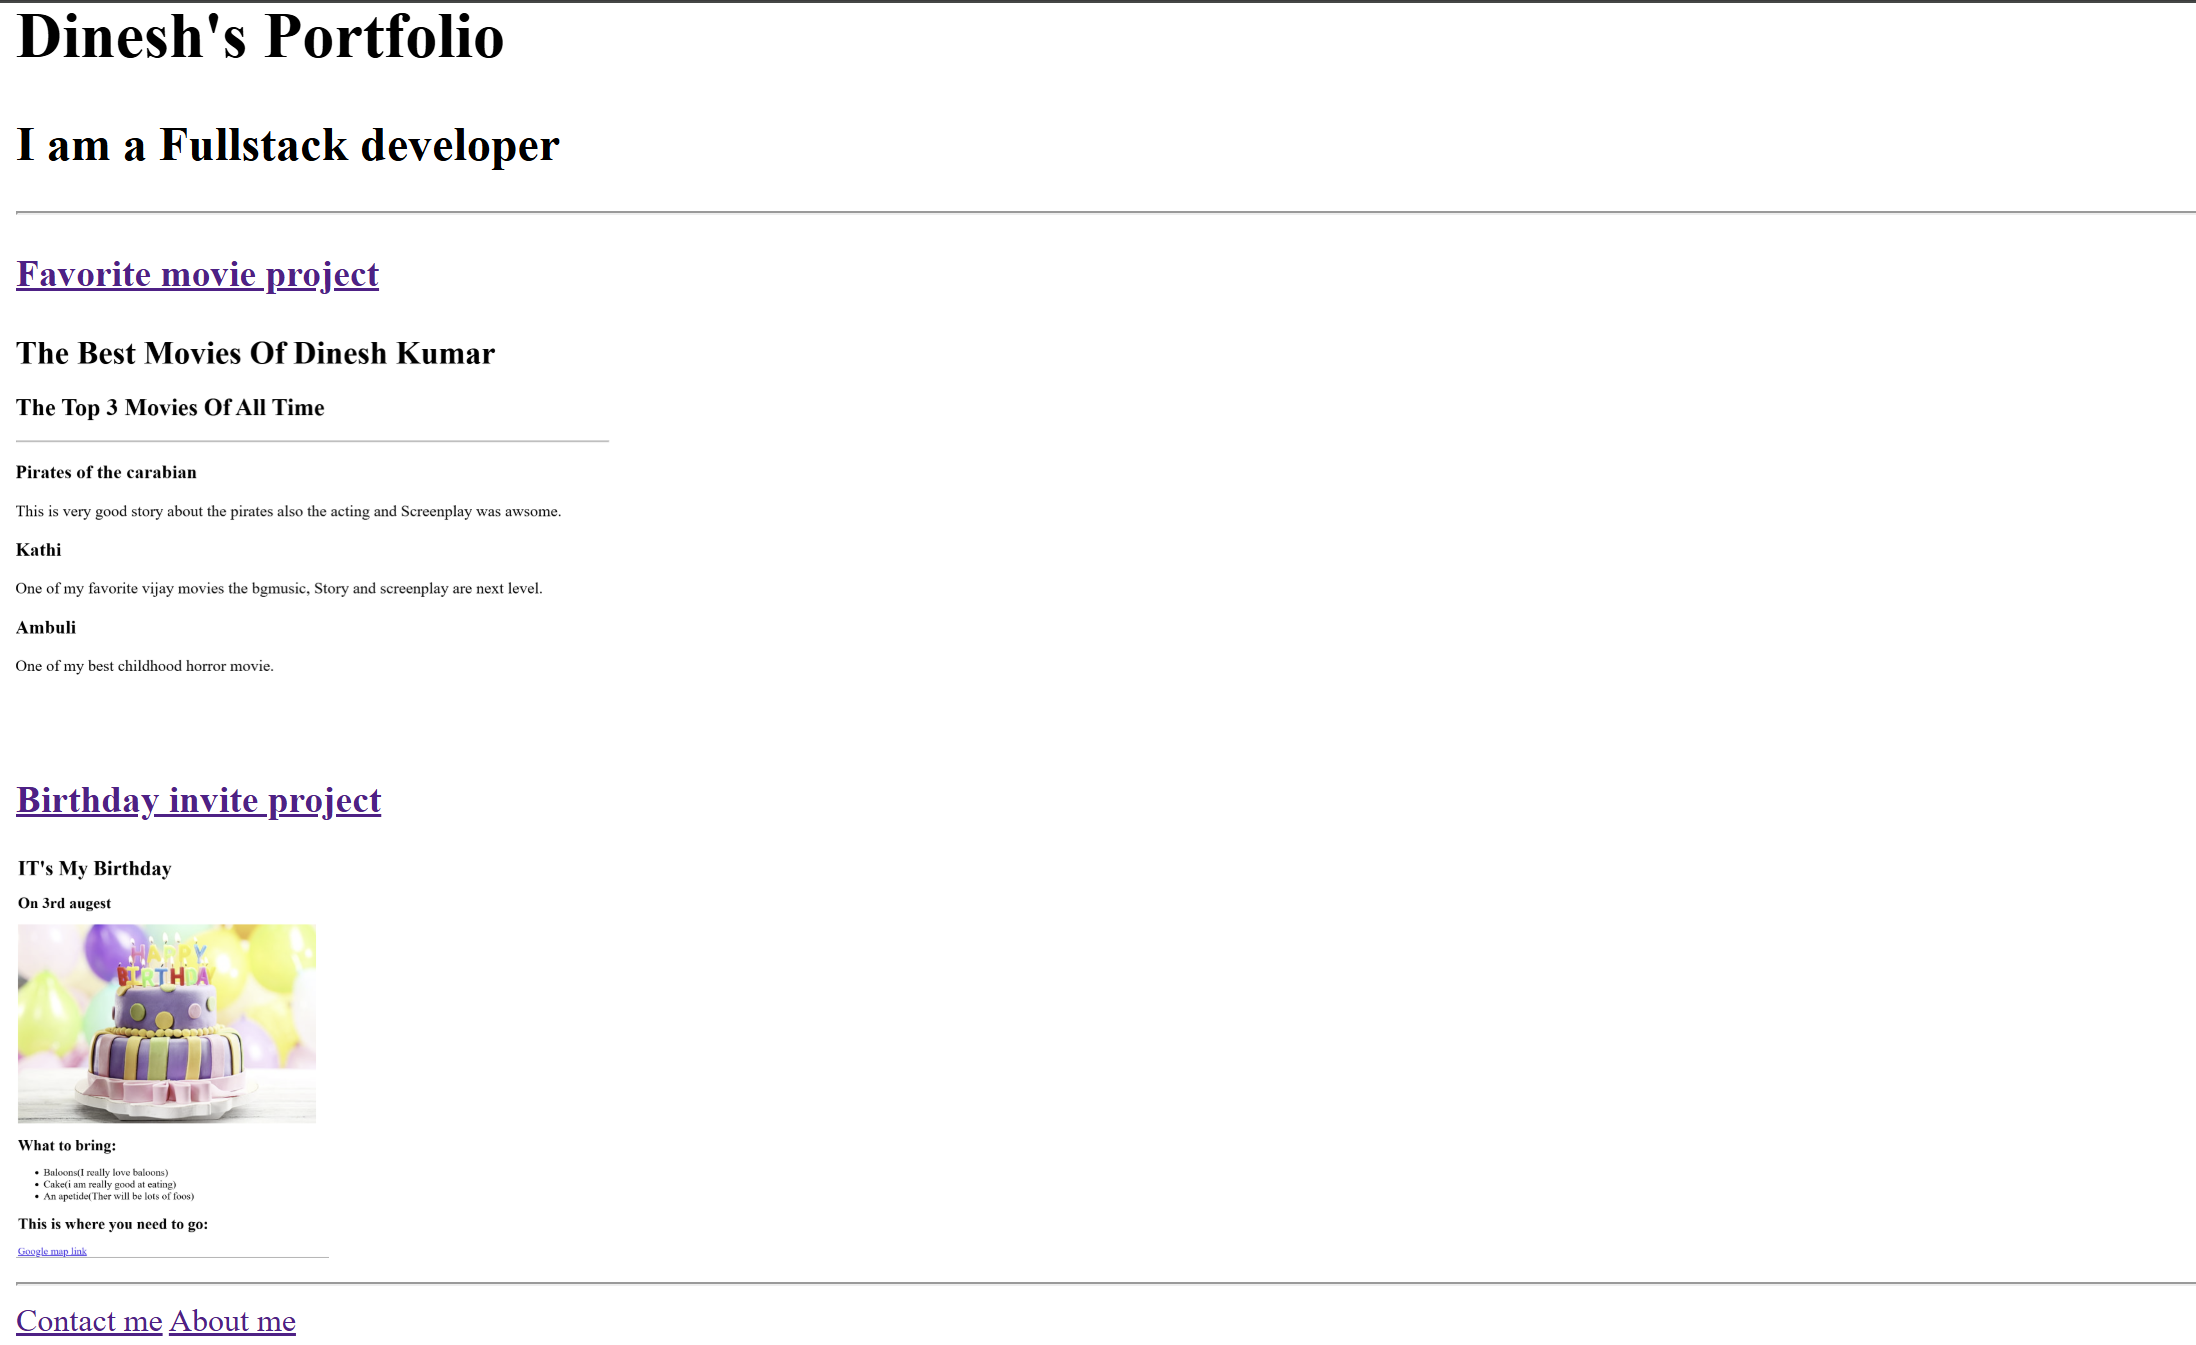 Dinesh's Portfolio
I am a Fullstack developer
Favorite movie project
The Best Movies Of Dinesh Kumar
The Top 3 Movies Of All Time
Pirates of the carabian
This is very good story about the pirates also the acting and Screenplay was awsome.
Kathi
One of my favorite vijay movies the bgmusic, Story and screenplay are next level.
Ambuli
One of my best childhood horror movie.
Birthday invite project
IT's My Birthday
On 3rd augest
HAPPY
BIRTHDAY
What to bring:
Baloons(I really love baloons)
Cake(i am really good at eating)
An apetide(Ther will be lots of foos)
This is where you need to go:
Google map link
Contact me About me